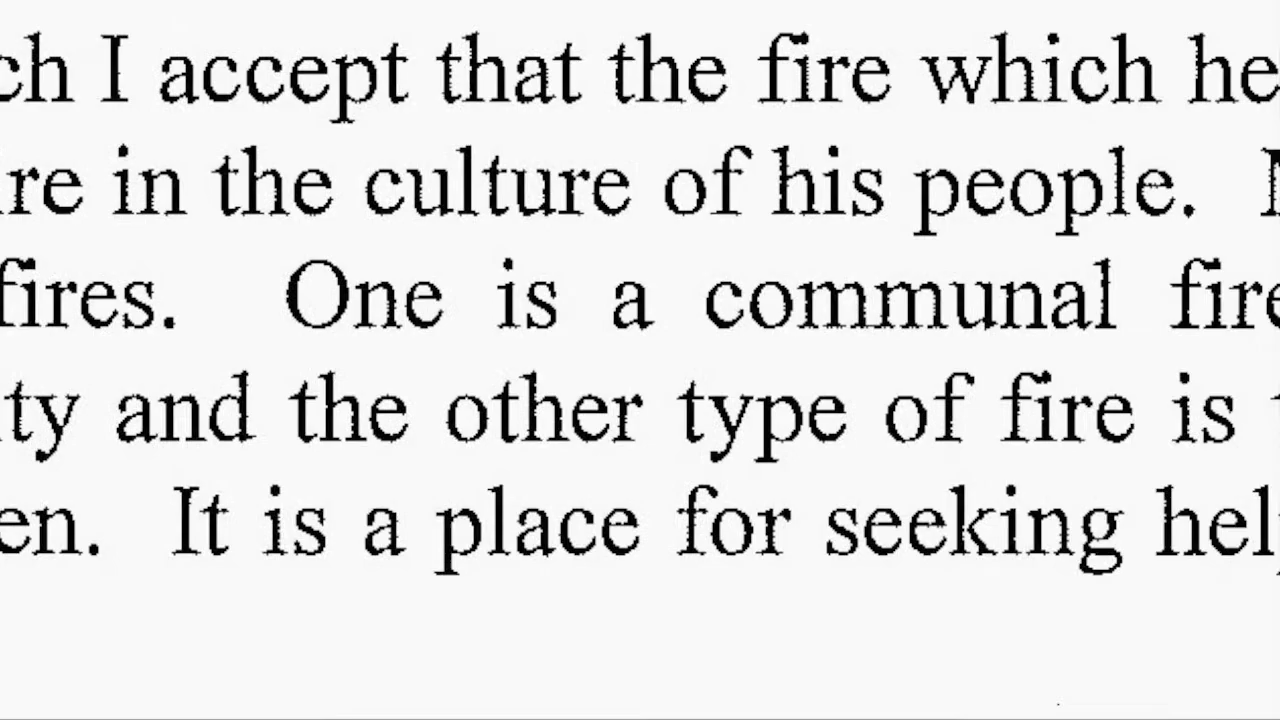 ch I accept that the fire which he
re in the culture of his people.
fires. One is a communal fire
ty and the other type of fire is
en. It is a place for seeking hel